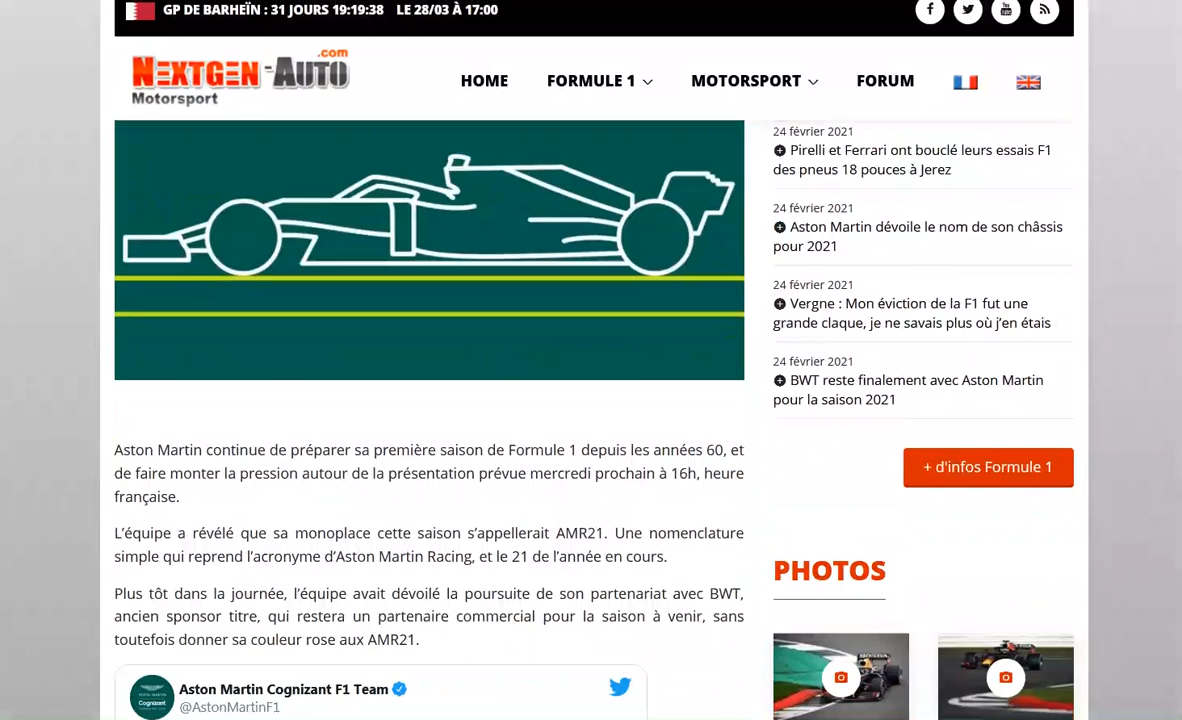 GP DE BARHEÏN : 31 JOURS 19:19:38 LE 28/03 À 17:00
.com
NEXTGEN-AUTO
Motorsport
HOME FORMULE 1 MOTORSPORT FORUM
24 février 2021
Pirelli et Ferrari ont bouclé leurs essais F1
des pneus 18 pouces à Jerez
24 février 2021
Aston Martin dévoile le nom de son châssis
pour 2021
24 février 2021
Vergne : Mon éviction de la F1 fut une
grande claque, je ne savais plus où j'en étais
24 février 2021
BWT reste finalement avec Aston Martin
pour la saison 2021
+ d'infos Formule 1
PHOTOS
Aston Martin continue de préparer sa première saison de Formule 1 depuis les années 60, et
de faire monter la pression autour de la présentation prévue mercredi prochain à 16h, heure
française.
L'équipe a révélé que sa monoplace cette saison s'appellerait AMR21. Une nomenclature
simple qui reprend l'acronyme d'Aston Martin Racing, et le 21 de l'année en cours.
Plus tôt dans la journée, l'équipe avait dévoilé la poursuite de son partenariat avec BWT,
ancien sponsor titre, qui restera un partenaire commercial pour la saison à venir, sans
toutefois donner sa couleur rose aux AMR21.
Aston Martin Cognizant F1 Team
@AstonMartinF1
Cognizant
HONDA